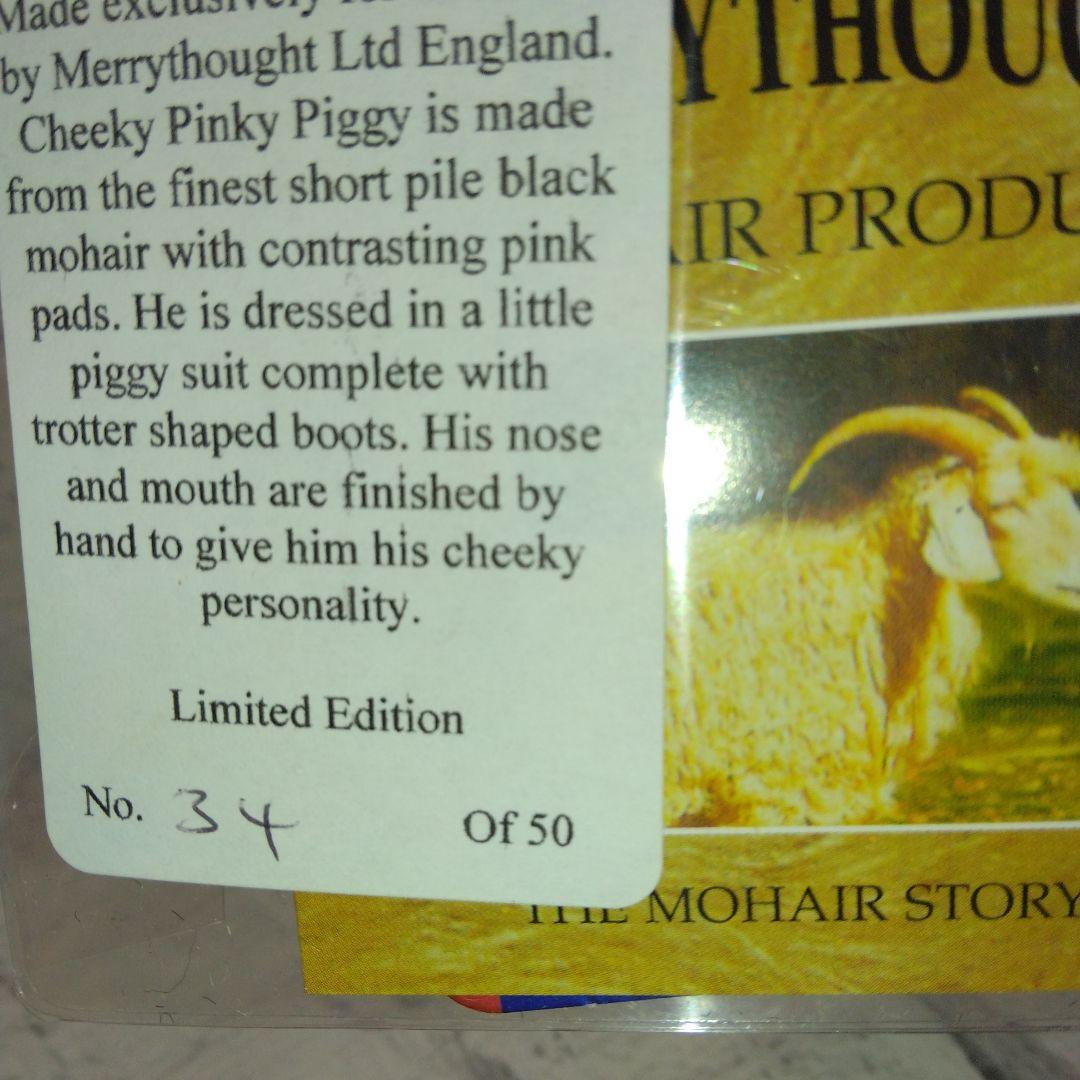 Made exclusively
by Merrythought Ltd England.
Cheeky Pinky Piggy is made
from the finest short pile black
mohair with contrasting pink
pads. He is dressed in a little
piggy suit complete with
trotter shaped boots. His nose
and mouth are finished by
hand to give him his cheeky
personality.
Limited Edition
No. 34 Of 50
YTHOU
IR PRODU
THE MOHAIR STORY